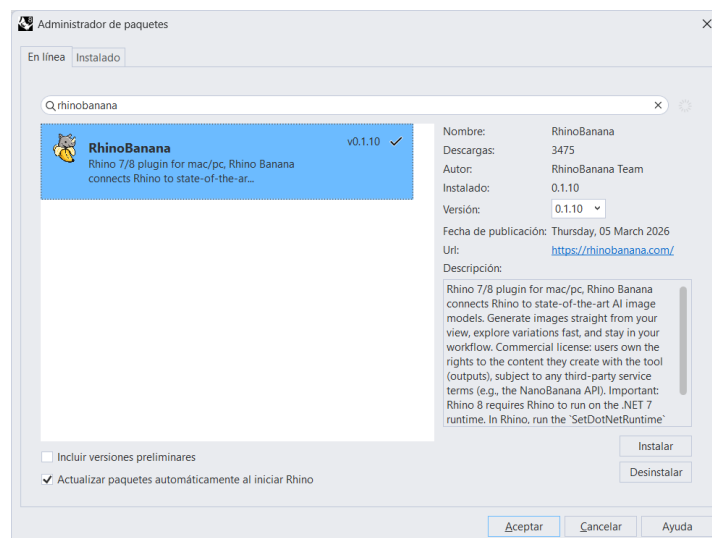 Administrador de paquetes
En línea Instalado
rhinobanana
RhinoBanana v0.1.10
Rhino 7/8 plugin for mac/pc, Rhino Banana
connects Rhino to state-of-the-ar...
Nombre: RhinoBanana
Descargas: 3475
Autor: RhinoBanana Team
Instalado: 0.1.10
Versión: 0.1.10
Fecha de publicación: Thursday, 05 March 2026
Url: https://rhinobanana.com/
Descripción:
Rhino 7/8 plugin for mac/pc, Rhino Banana
connects Rhino to state-of-the-art AI image
models. Generate images straight from your
view, explore variations fast, and stay in your
workflow. Commercial license: users own the
rights to the content they create with the tool
(outputs), subject to any third-party service
terms (e.g., the NanoBanana API). Important:
Rhino 8 requires Rhino to run on the .NET 7
runtime. In Rhino, run the `SetDotNetRuntime`
Incluir versiones preliminares
Actualizar paquetes automáticamente al iniciar Rhino
Instalar
Desinstalar
Aceptar Cancelar Ayuda